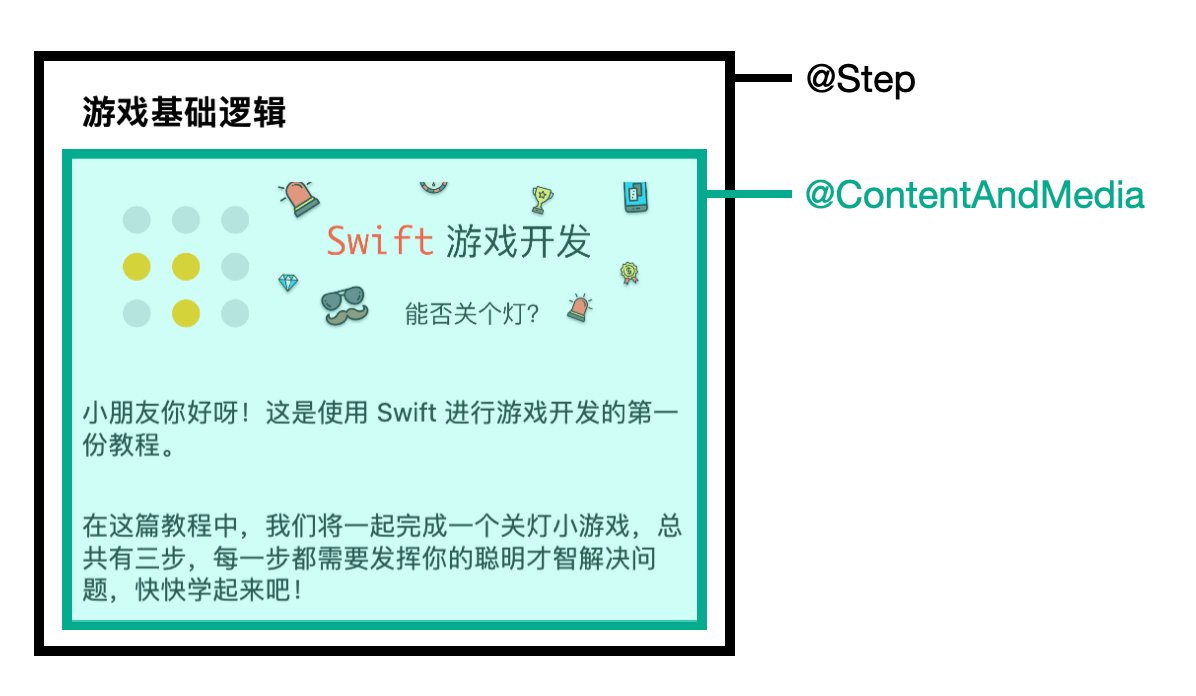 @Step
游戏基础逻辑
@ContentAndMedia
Swift 游戏开发
能否关个灯?
小朋友你好呀！这是使用 Swift 进行游戏开发的第一
份教程。
在这篇教程中，我们将一起完成一个关灯小游戏，总
共有三步，每一步都需要发挥你的聪明才智解决问
题，快快学起来吧！